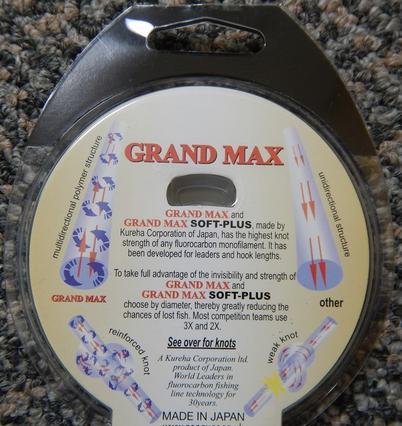 GRAND MAX
multidirectional polymer structure
unidirectional structure
GRAND MAX and
GRAND MAX SOFT-PLUS, made by
Kureha Corporation of Japan, has the highest knot
strength of any fluorocarbon monofilament. It has
been developed for leaders and hook lengths.
To take full advantage of the invisibility and strength of
GRAND MAX and
GRAND MAX SOFT-PLUS
choose by diameter, thereby greatly reducing the
chances of lost fish. Most competition teams use
3X and 2X.
GRAND MAX
other
reinforced knot
weak knot
See over for knots
A Kureha Corporation ltd.
product of Japan.
World Leaders in
fluorocarbon fishing
line technology for
30years.
MADE IN JAPAN